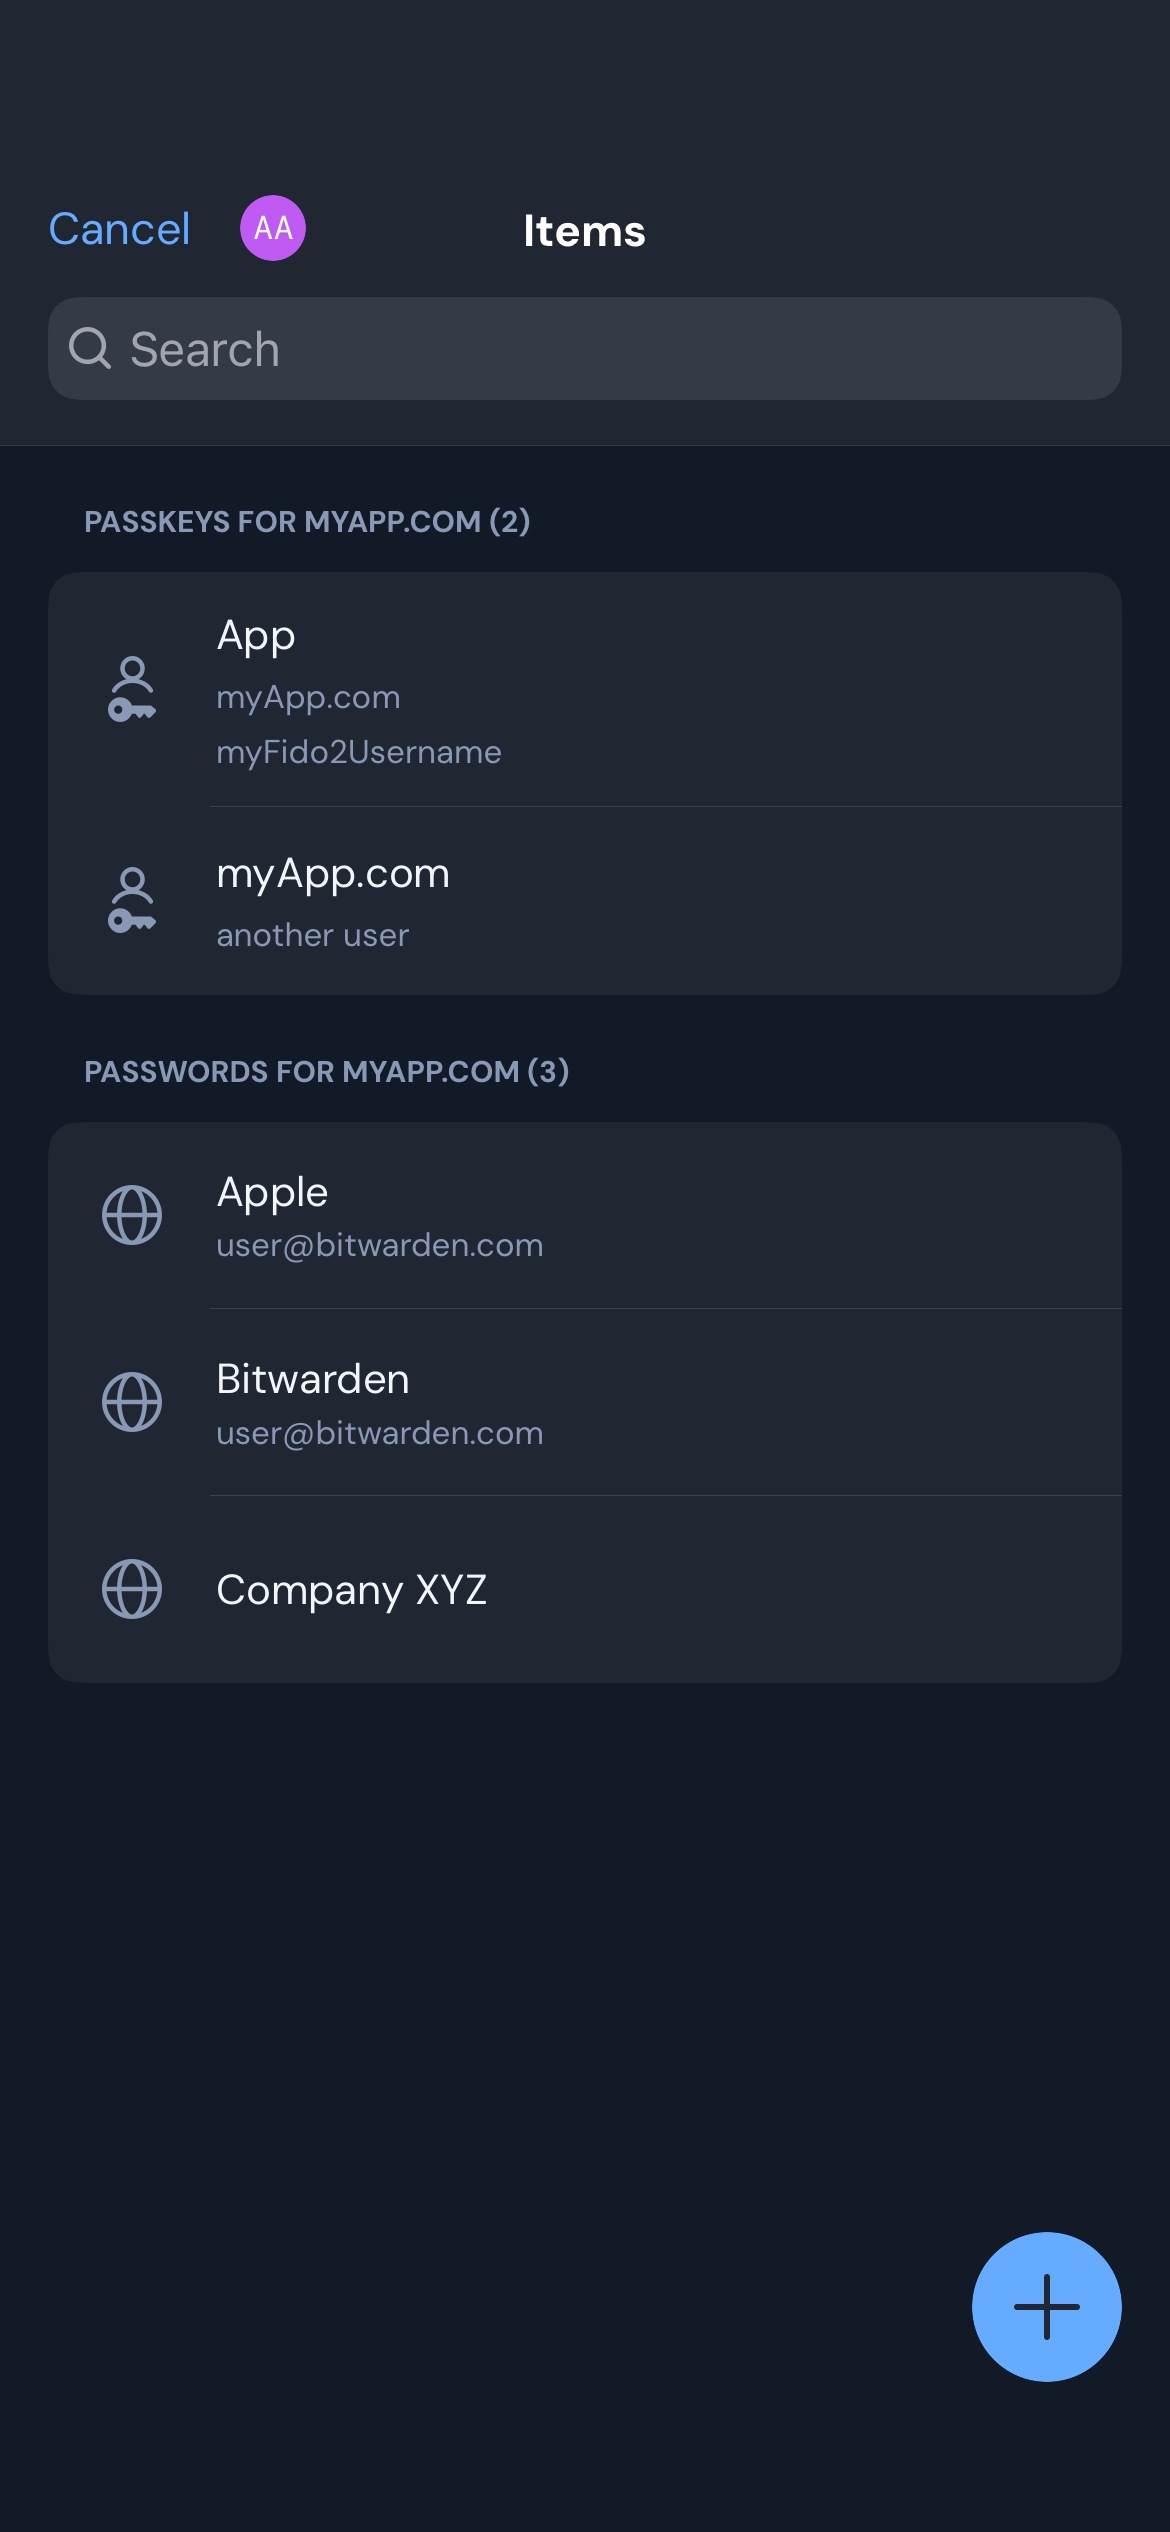 Cancel
AA
Items
Search
PASSKEYS FOR MYAPP.COM (2)
App
myApp.com
myFido2Username
myApp.com
another user
PASSWORDS FOR MYAPP.COM (3)
Apple
user@bitwarden.com
Bitwarden
user@bitwarden.com
Company XYZ